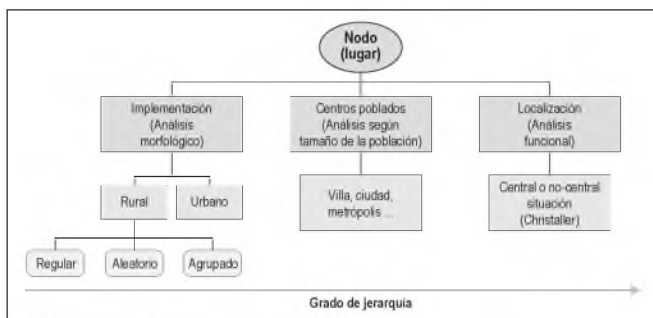 Nodo
(lugar)
Implementación
(Análisis
morfológico)
Centros poblados
(Análisis según
tamaño de la población)
Localización
(Análisis
funcional)
Rural
Urbano
Villa, ciudad,
metrópolis ...
Central o no-central
situación
(Christaller)
Regular
Aleatorio
Agrupado
Grado de jerarquía